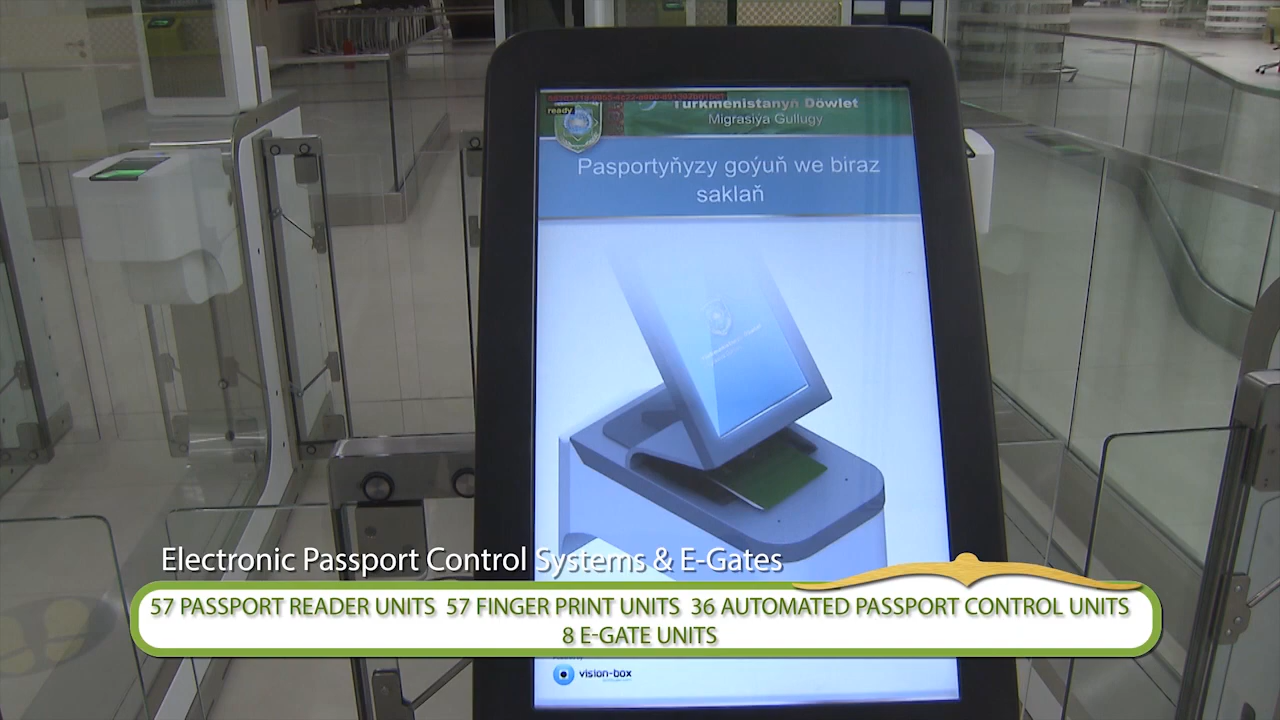 ready
Türkmenistanyň Döwlet
Migrasiýa Gullugy
Pasportyňyzy goýuň we biraz
saklaň
Electronic Passport Control Systems & E-Gates
57 PASSPORT READER UNITS 57 FINGER PRINT UNITS 36 AUTOMATED PASSPORT CONTROL UNITS
8 E-GATE UNITS
vision-box